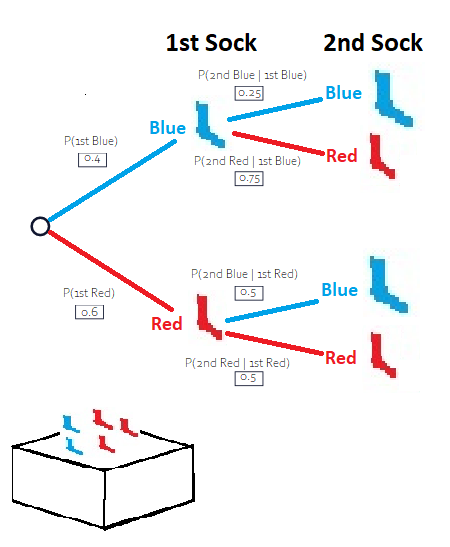 1st Sock 2nd Sock
P(2nd Blue | 1st Blue)
0.25
Blue
Blue
P(1st Blue)
0.4
P(2nd Red | 1st Blue)
0.75
Red
P(2nd Blue | 1st Red)
0.5
Blue
P(1st Red)
0.6
Red
P(2nd Red | 1st Red)
0.5
Red